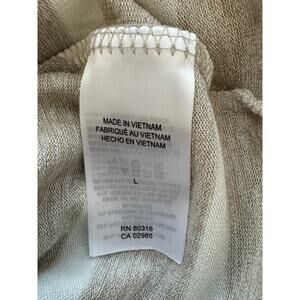 MADE IN VIETNAM
FABRIQUÉ AU VIETNAM
HECHO EN VIETNAM
L
RN 80318
CA 02985